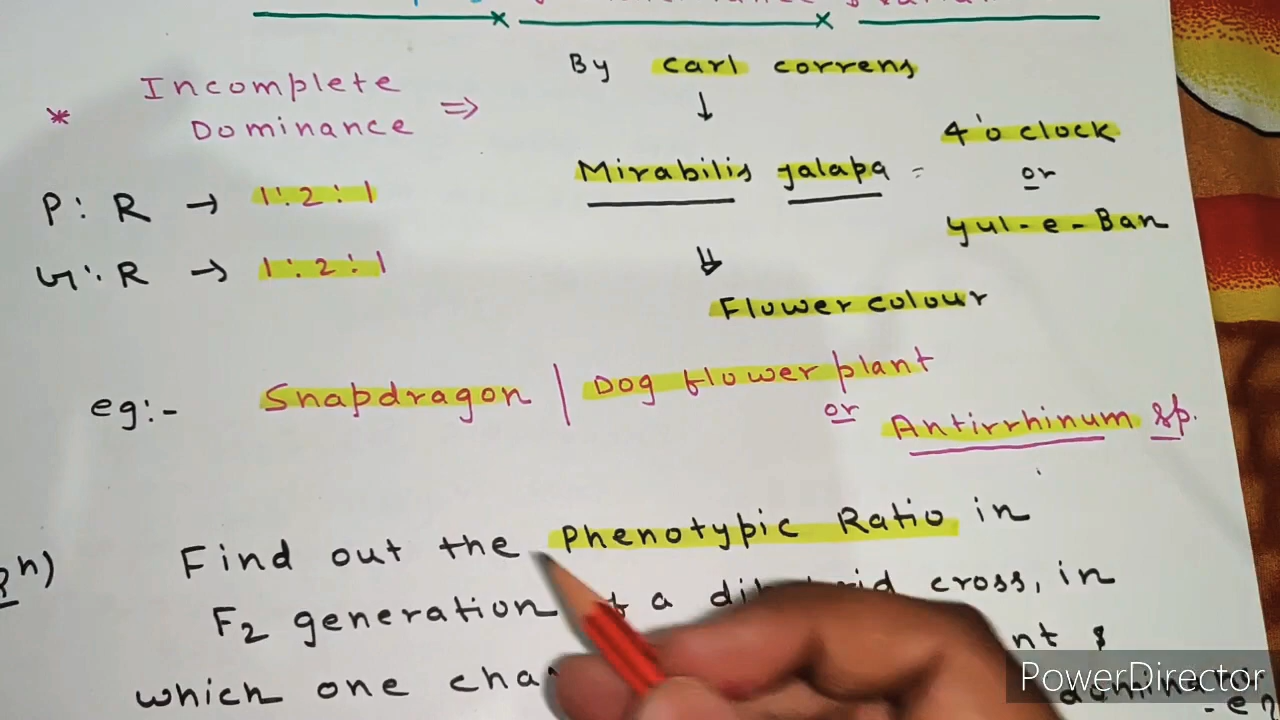 By Carl correns
* Incomplete
Dominance ⇒
↓
Mirabilis jalapa = 4'o clock
or
Gul-e-Ban
P: R → 1:2:1
G: R → 1:2:1
Flower colour
eg:- Snapdragon | Dog flower plant
or Antirrhinum sp.
Find out the Phenotypic Ratio in
F2 generation a cross, in
which one
PowerDirector